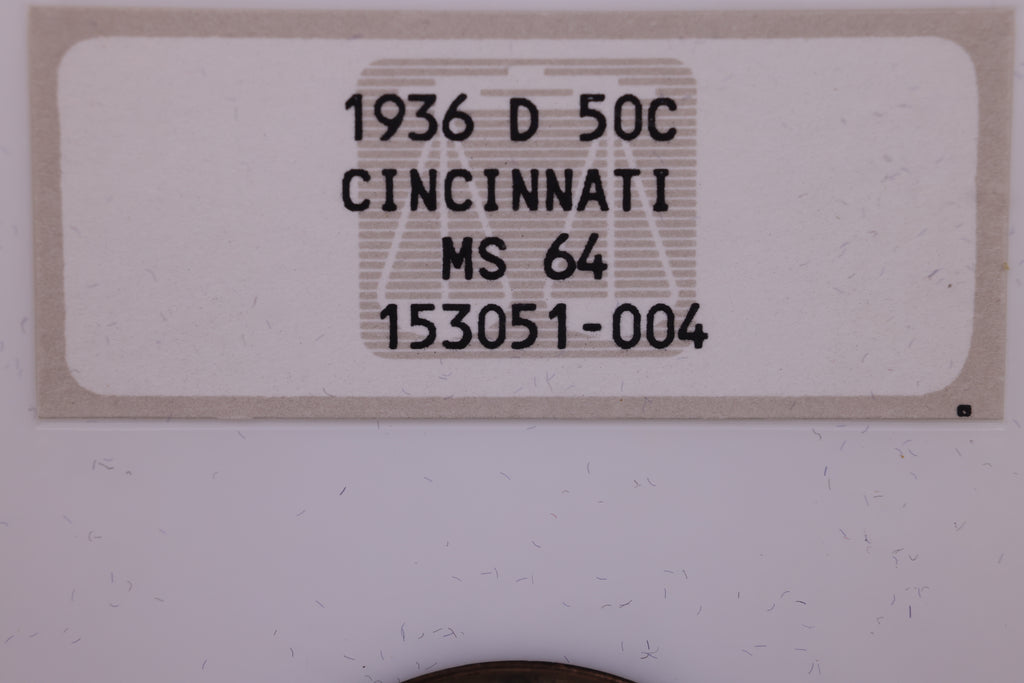 1936 D 50C
CINCINNATI
MS 64
153051-004